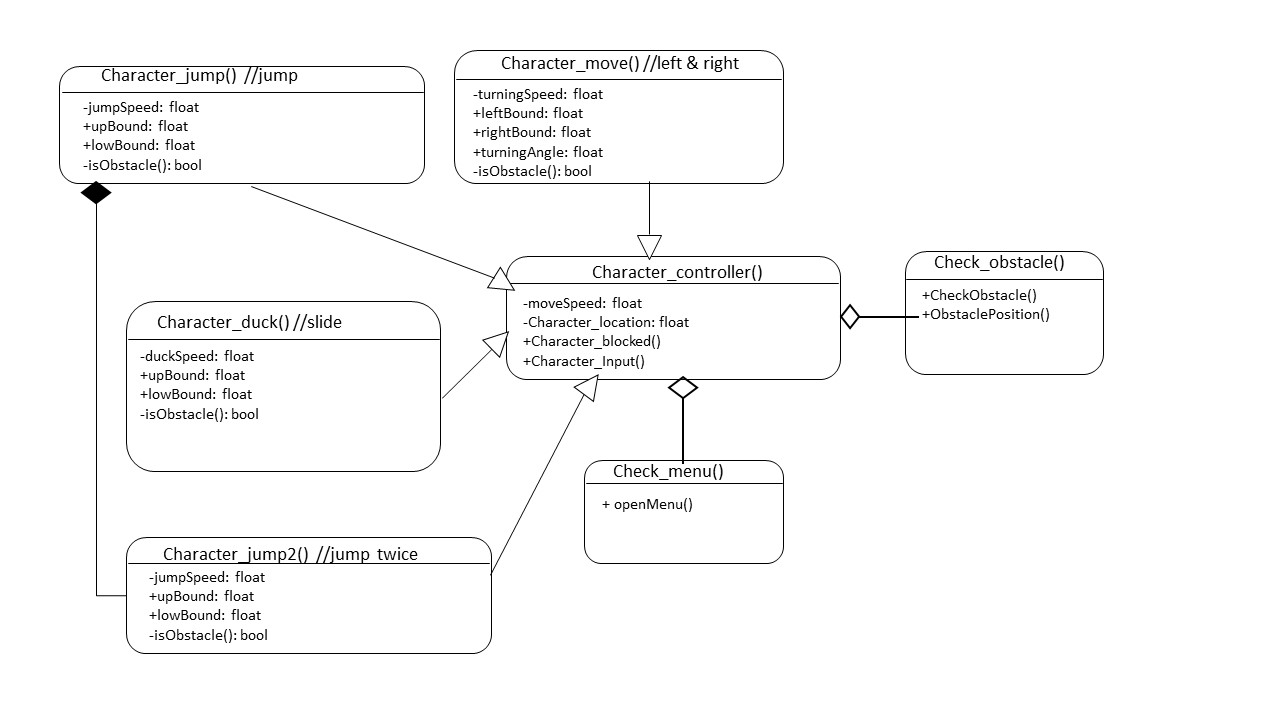 Character_jump() //jump
-jumpSpeed: float
+upBound: float
+lowBound: float
-isObstacle(): bool
Character_move() //left & right
-turningSpeed: float
+leftBound: float
+rightBound: float
+turningAngle: float
-isObstacle(): bool
Character_controller()
-moveSpeed: float
-Character_location: float
+Character_blocked()
+Character_Input()
Check_obstacle()
+CheckObstacle()
+ObstaclePosition()
Character_duck() //slide
-duckSpeed: float
+upBound: float
+lowBound: float
-isObstacle(): bool
Check_menu()
+ openMenu()
Character_jump2() //jump twice
-jumpSpeed: float
+upBound: float
+lowBound: float
-isObstacle(): bool